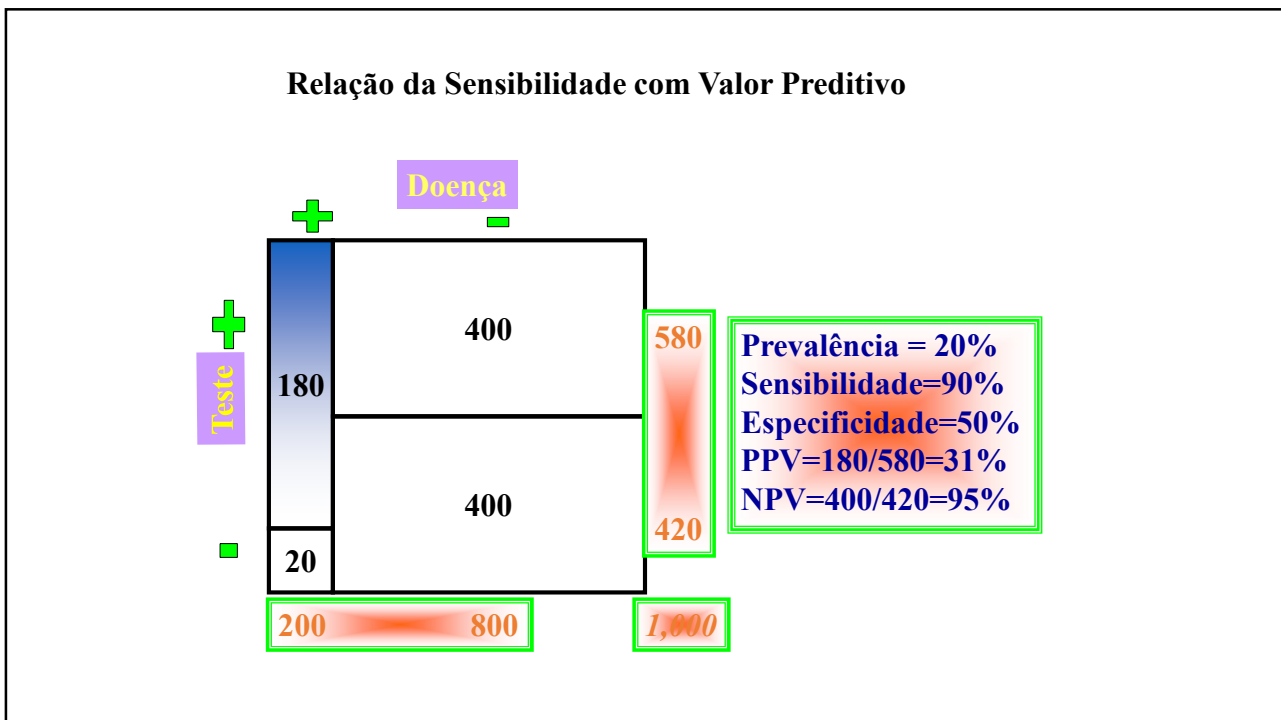 Relação da Sensibilidade com Valor Preditivo
Doença
+
-
+
Teste
-
180
400
20
400
580
420
200 800
1,000
Prevalência = 20%
Sensibilidade=90%
Especificidade=50%
PPV=180/580=31%
NPV=400/420=95%